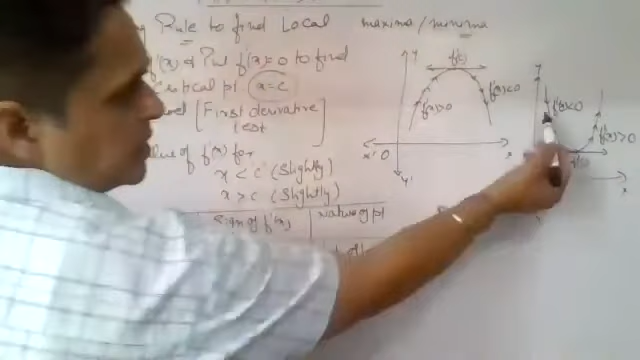 Rule to find Local maxima/minima
f'(x) & Put f'(x)=0 to find
Critical pt. x=c
[First derivative
test]
value of f'(x) for
x < c (Slightly)
x > c (Slightly)
Sign of f'(x) Nature of pt
y
f'(c)
f'(x)>0
f'(x)<0
x' O x
y'
y
f'(x)<0
f'(x)>0
f'(c)
x